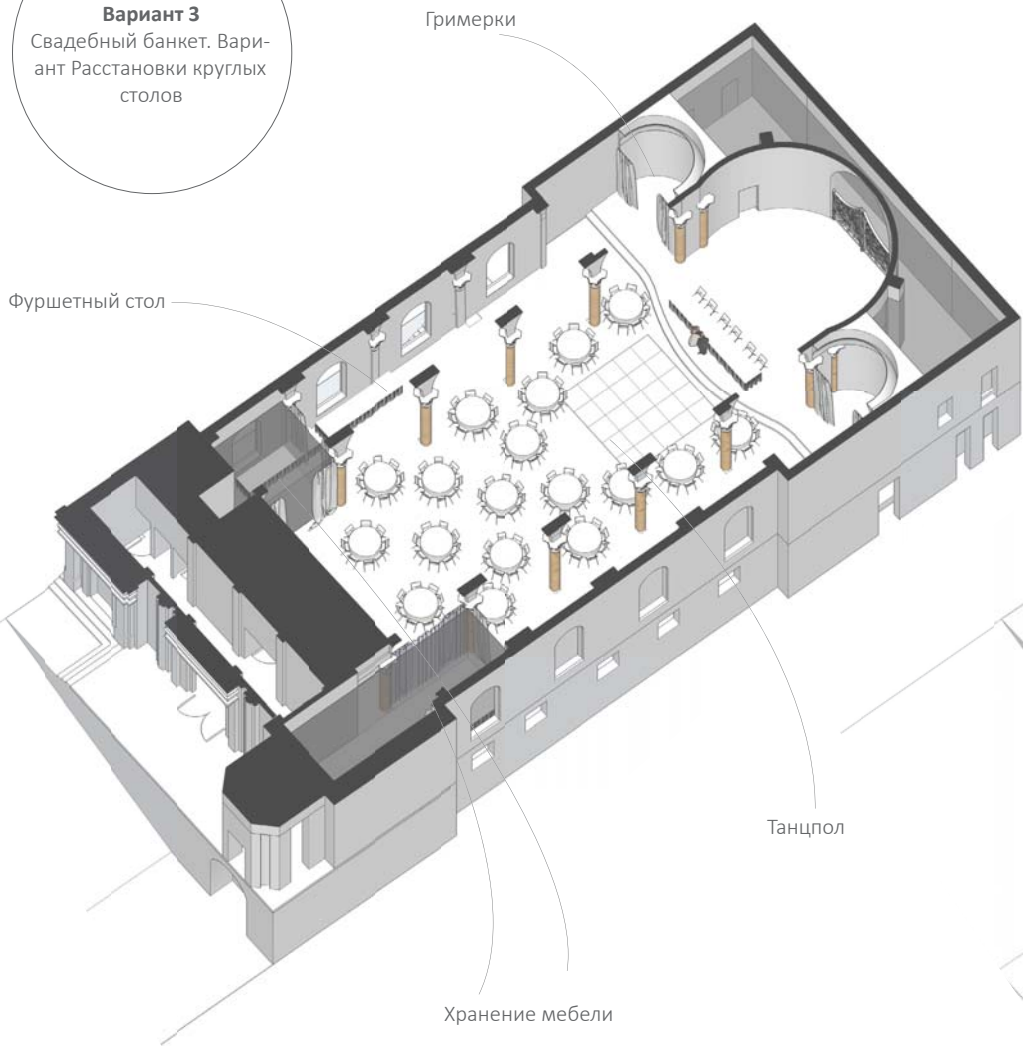 Вариант 3
Свадебный банкет. Вари-
ант Расстановки круглых
столов
Гримерки
Фуршетный стол
Танцпол
Хранение мебели